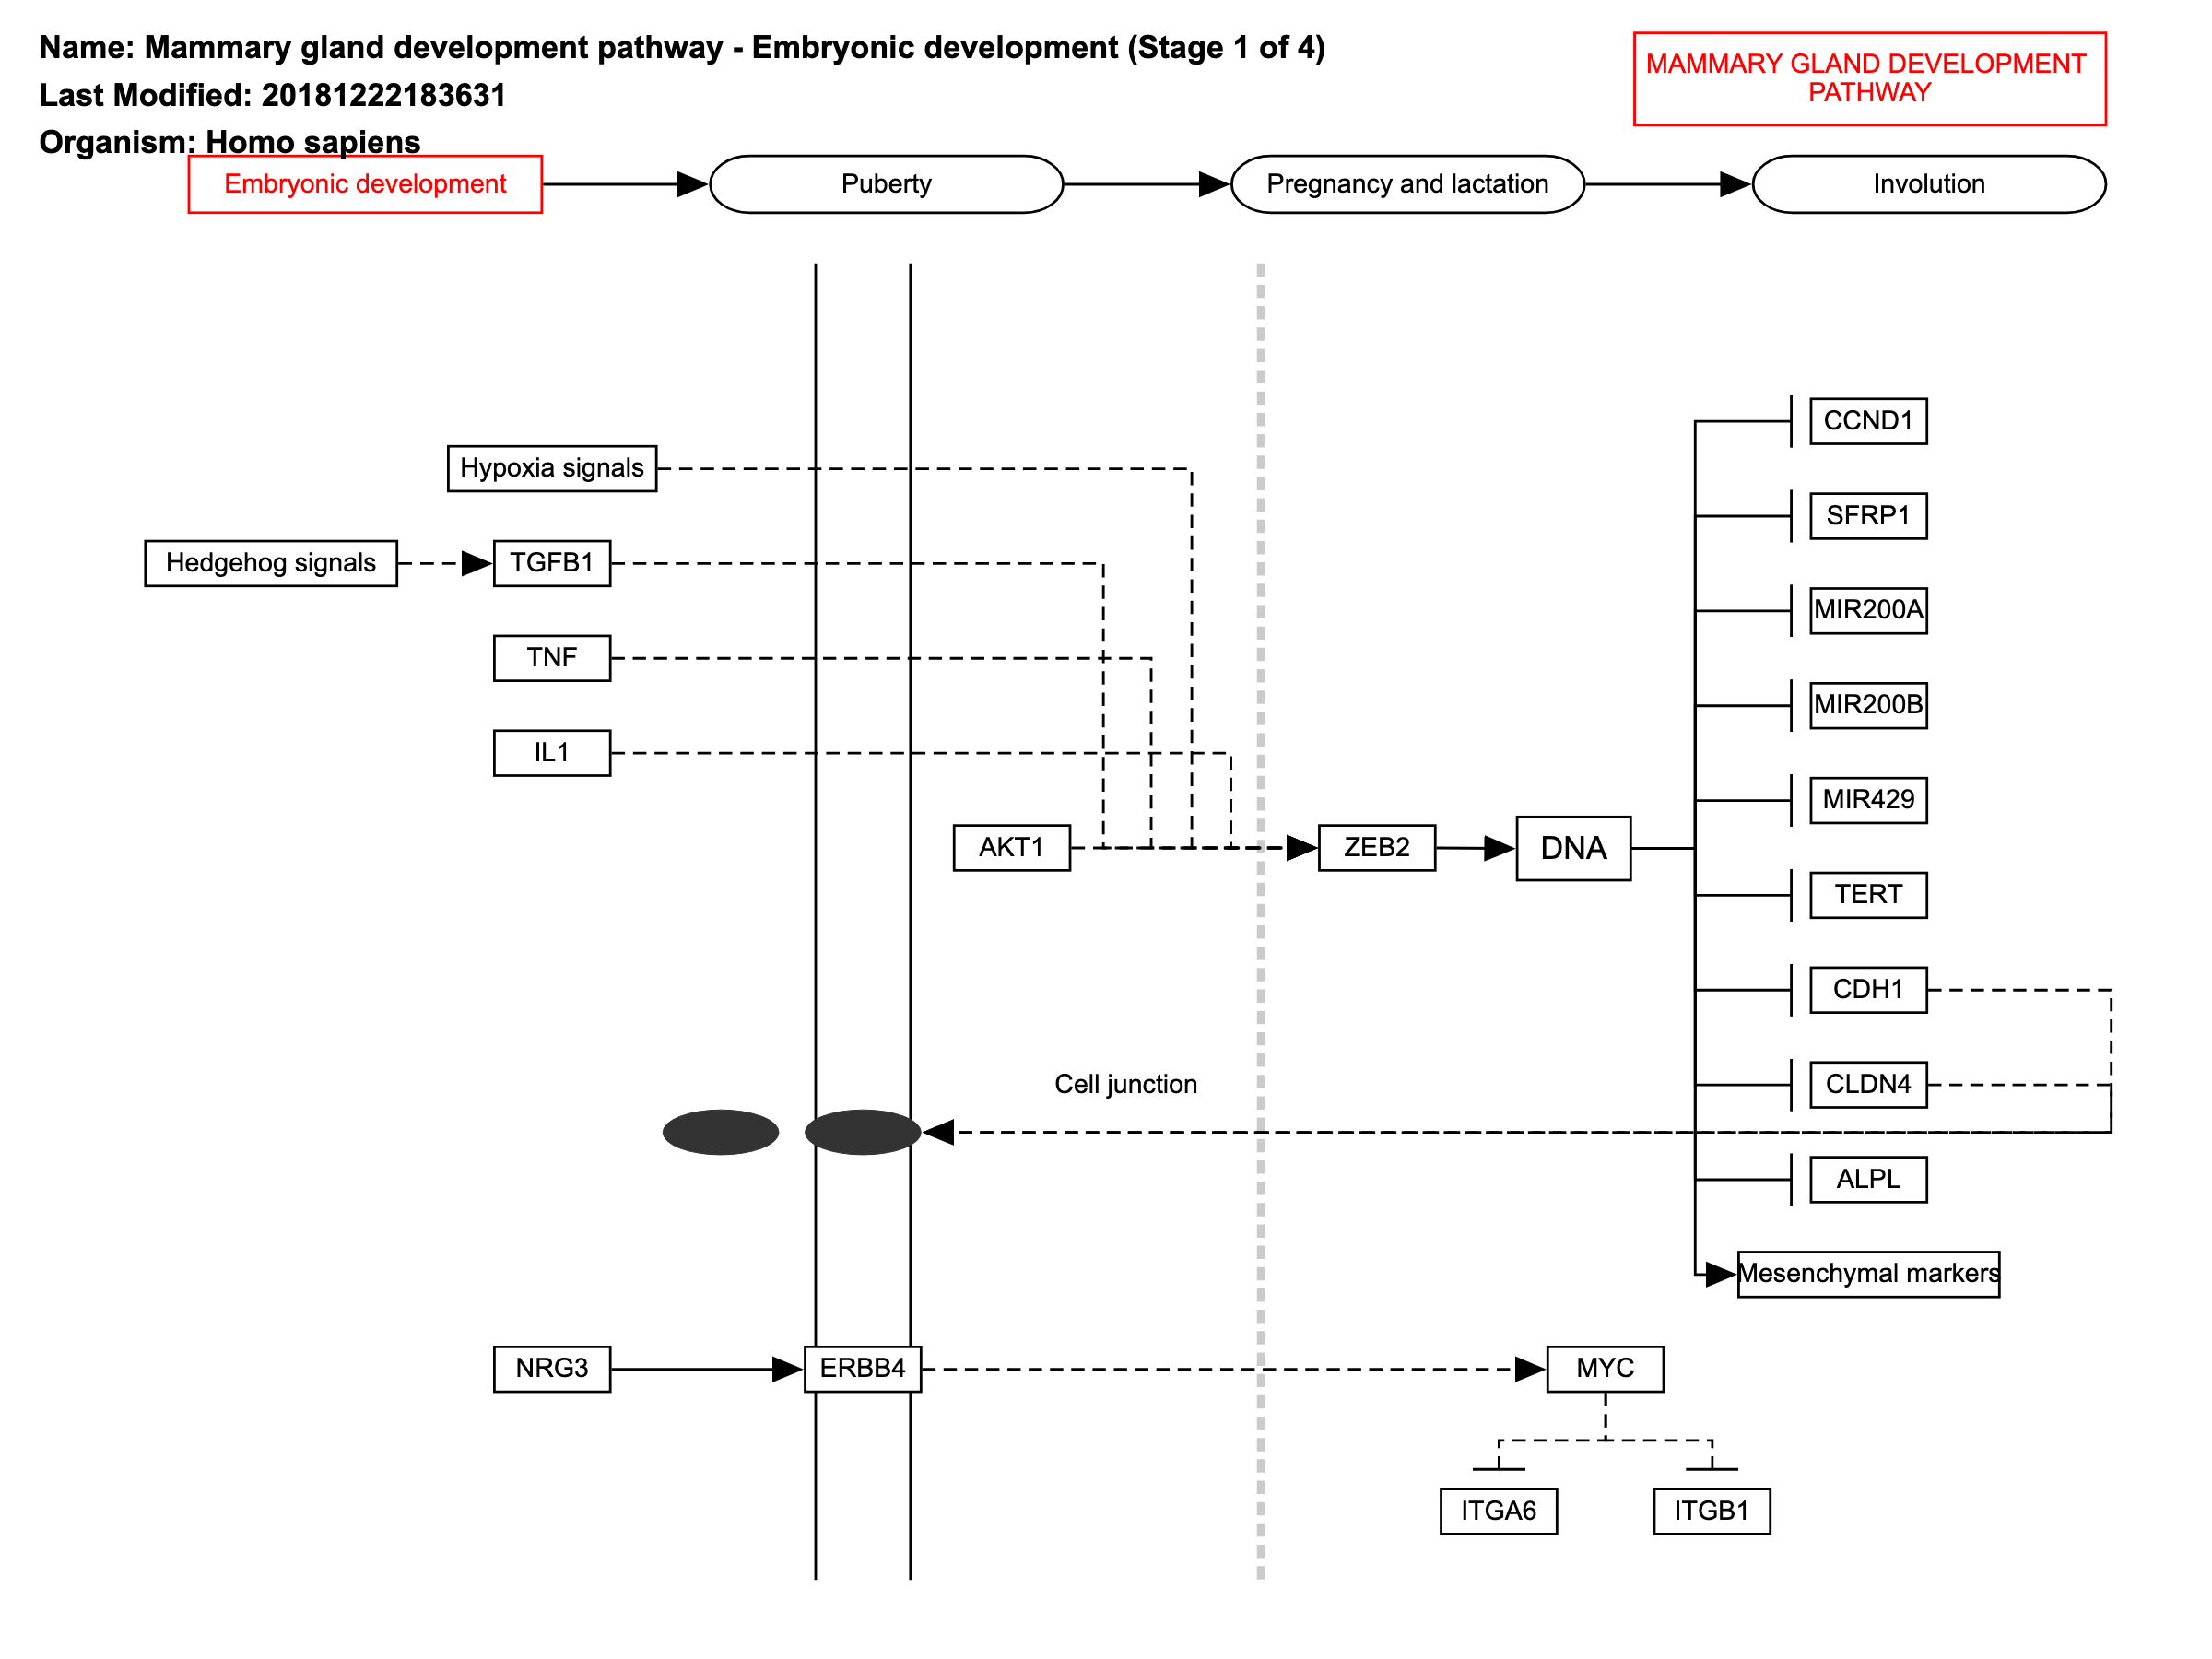 Name: Mammary gland development pathway - Embryonic development (Stage 1 of 4)
Last Modified: 20181222183631
Organism: Homo sapiens
MAMMARY GLAND DEVELOPMENT
PATHWAY
Embryonic development
Puberty
Pregnancy and lactation
Involution
CCND1
Hypoxia signals
SFRP1
Hedgehog signals
TGFB1
MIR200A
TNF
MIR200B
IL1
MIR429
AKT1
ZEB2
DNA
TERT
CDH1
Cell junction
CLDN4
ALPL
Mesenchymal markers
NRG3
ERBB4
MYC
ITGA6
ITGB1